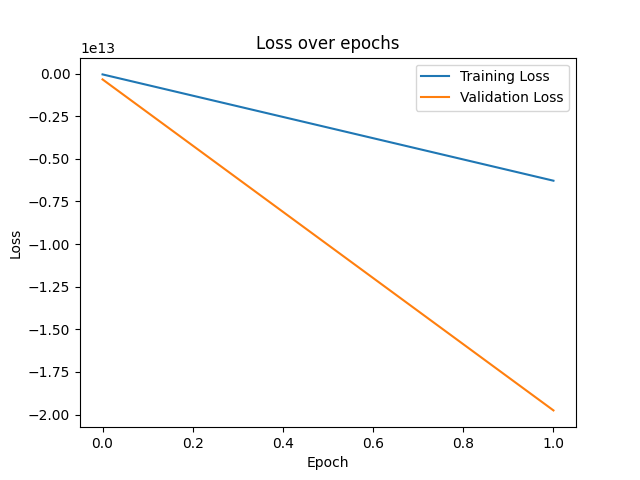 Loss over epochs
1e13
Training Loss
Validation Loss
0.00
−0.25
−0.50
−0.75
−1.00
−1.25
−1.50
−1.75
−2.00
Loss
0.0 0.2 0.4 0.6 0.8 1.0
Epoch